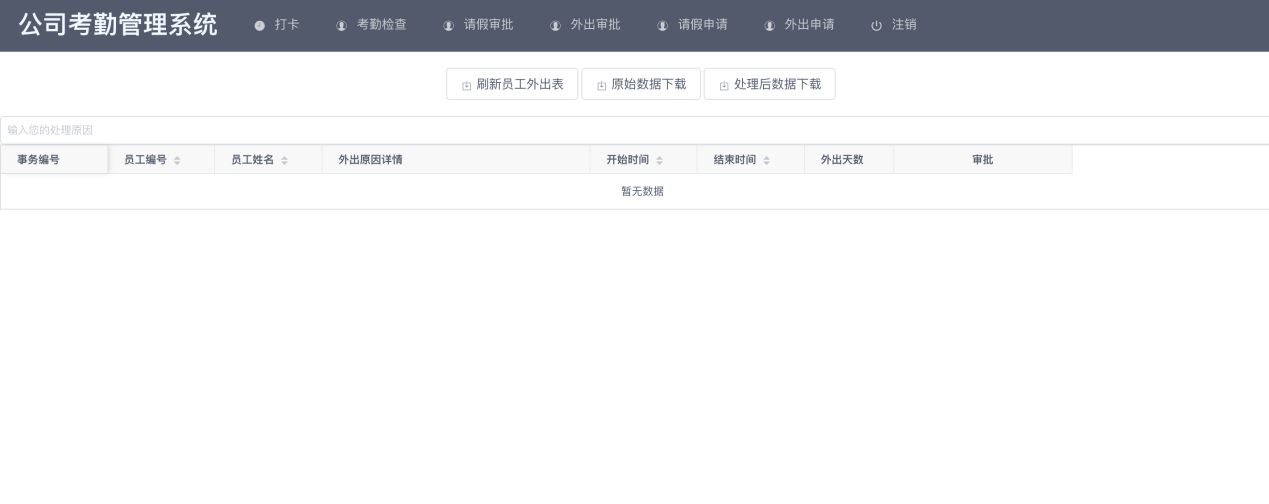 公司考勤管理系统 打卡 考勤检查 请假审批 外出审批 请假申请 外出申请 注销
刷新员工外出表 原始数据下载 处理后数据下载
输入您的处理原因
事务编号 员工编号 员工姓名 外出原因详情 开始时间 结束时间 外出天数 审批
暂无数据